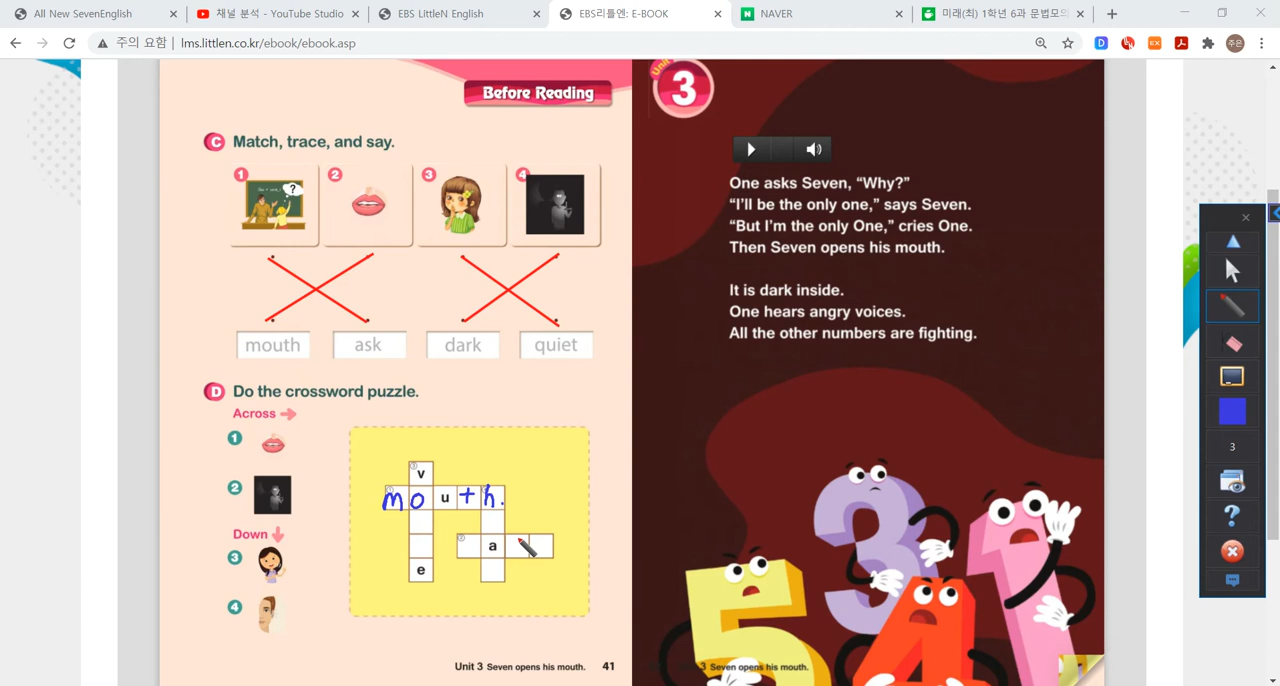 All New SevenEnglish
채널 분석 - YouTube Studio
EBS LittleN English
EBS리틀엔: E-BOOK
NAVER
미래(최) 1학년 6과 문법모의
주의 요함
lms.littlen.co.kr/ebook/ebook.asp
주은
Before Reading
C Match, trace, and say.
1
2
3
4
?
mouth
ask
dark
quiet
D Do the crossword puzzle.
Across
1
2
Down
3
4
v
mouth.
a
e
Unit 3 Seven opens his mouth. 41
Unit
3
One asks Seven, “Why?”
“I’ll be the only one,” says Seven.
“But I’m the only One,” cries One.
Then Seven opens his mouth.
It is dark inside.
One hears angry voices.
All the other numbers are fighting.
3 Seven opens his mouth.
3